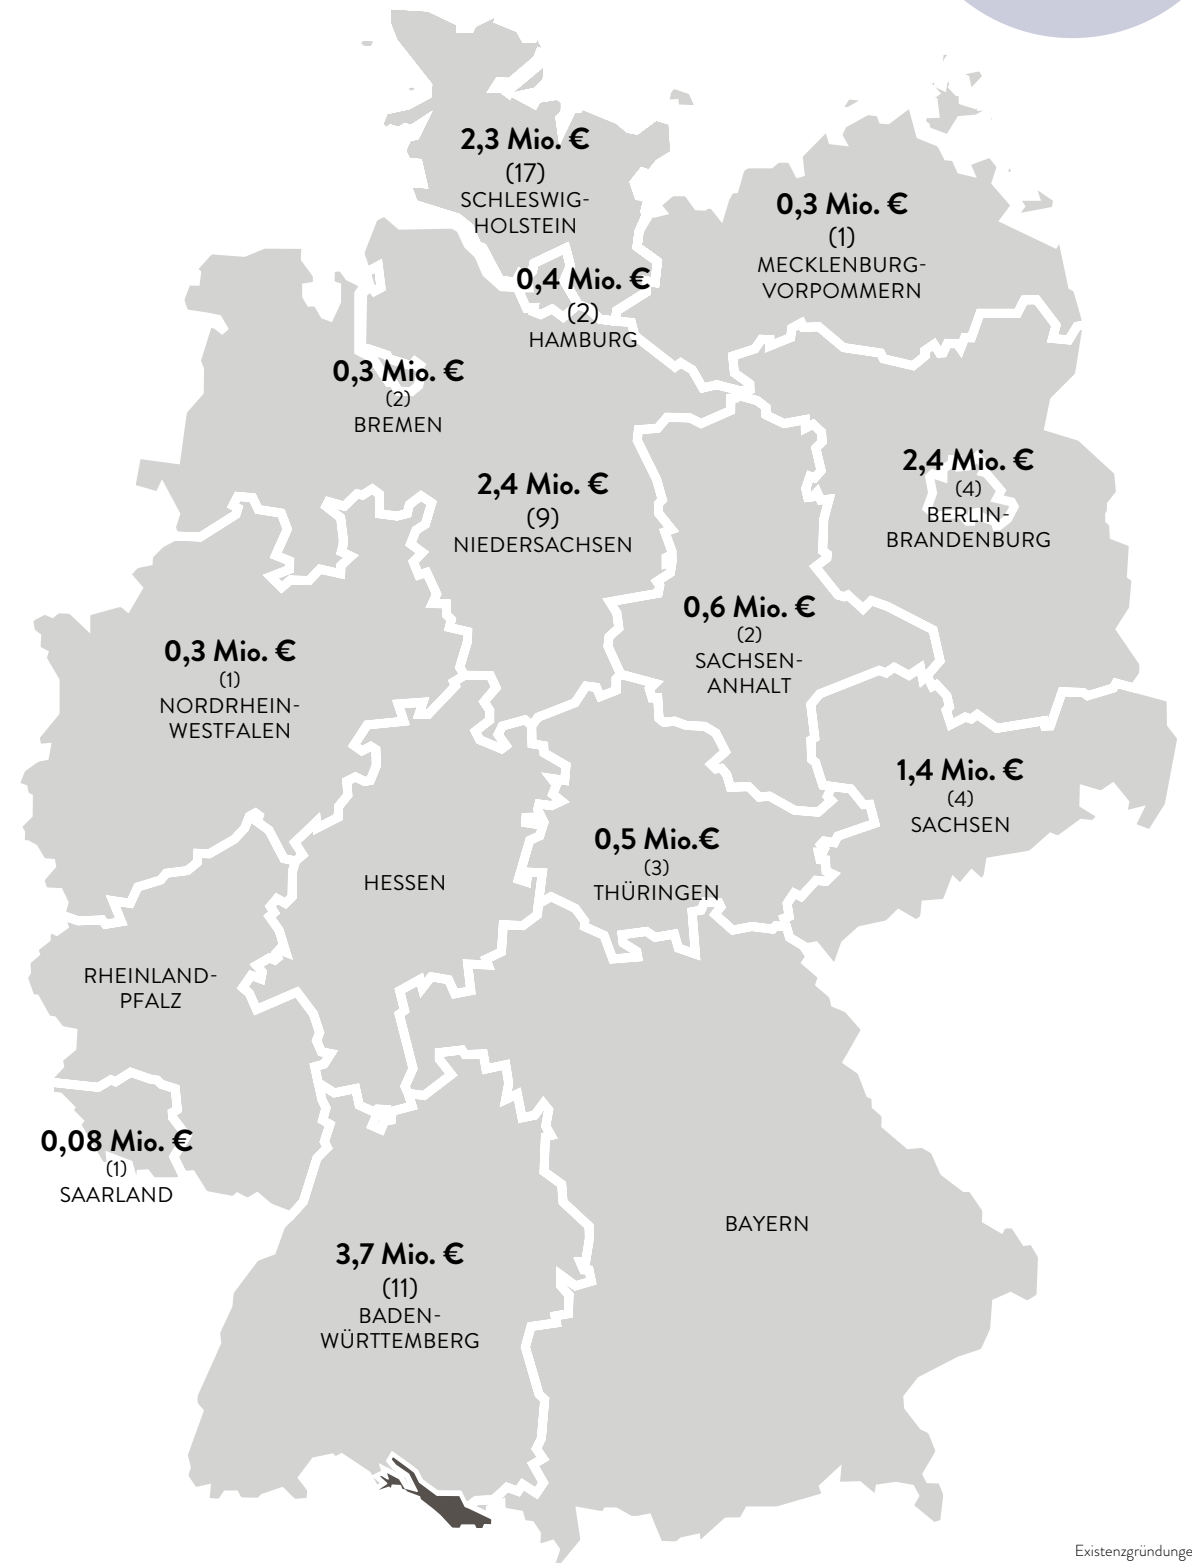 2,3 Mio. €
(17)
SCHLESWIG-
HOLSTEIN
0,3 Mio. €
(1)
MECKLENBURG-
VORPOMMERN
0,4 Mio. €
(2)
HAMBURG
0,3 Mio. €
(2)
BREMEN
2,4 Mio. €
(4)
BERLIN-
BRANDENBURG
2,4 Mio. €
(9)
NIEDERSACHSEN
0,6 Mio. €
(2)
SACHSEN-
ANHALT
0,3 Mio. €
(1)
NORDRHEIN-
WESTFALEN
1,4 Mio. €
(4)
SACHSEN
0,5 Mio.€
(3)
THÜRINGEN
HESSEN
RHEINLAND-
PFALZ
0,08 Mio. €
(1)
SAARLAND
BAYERN
3,7 Mio. €
(11)
BADEN-
WÜRTTEMBERG
Existenzgründunge